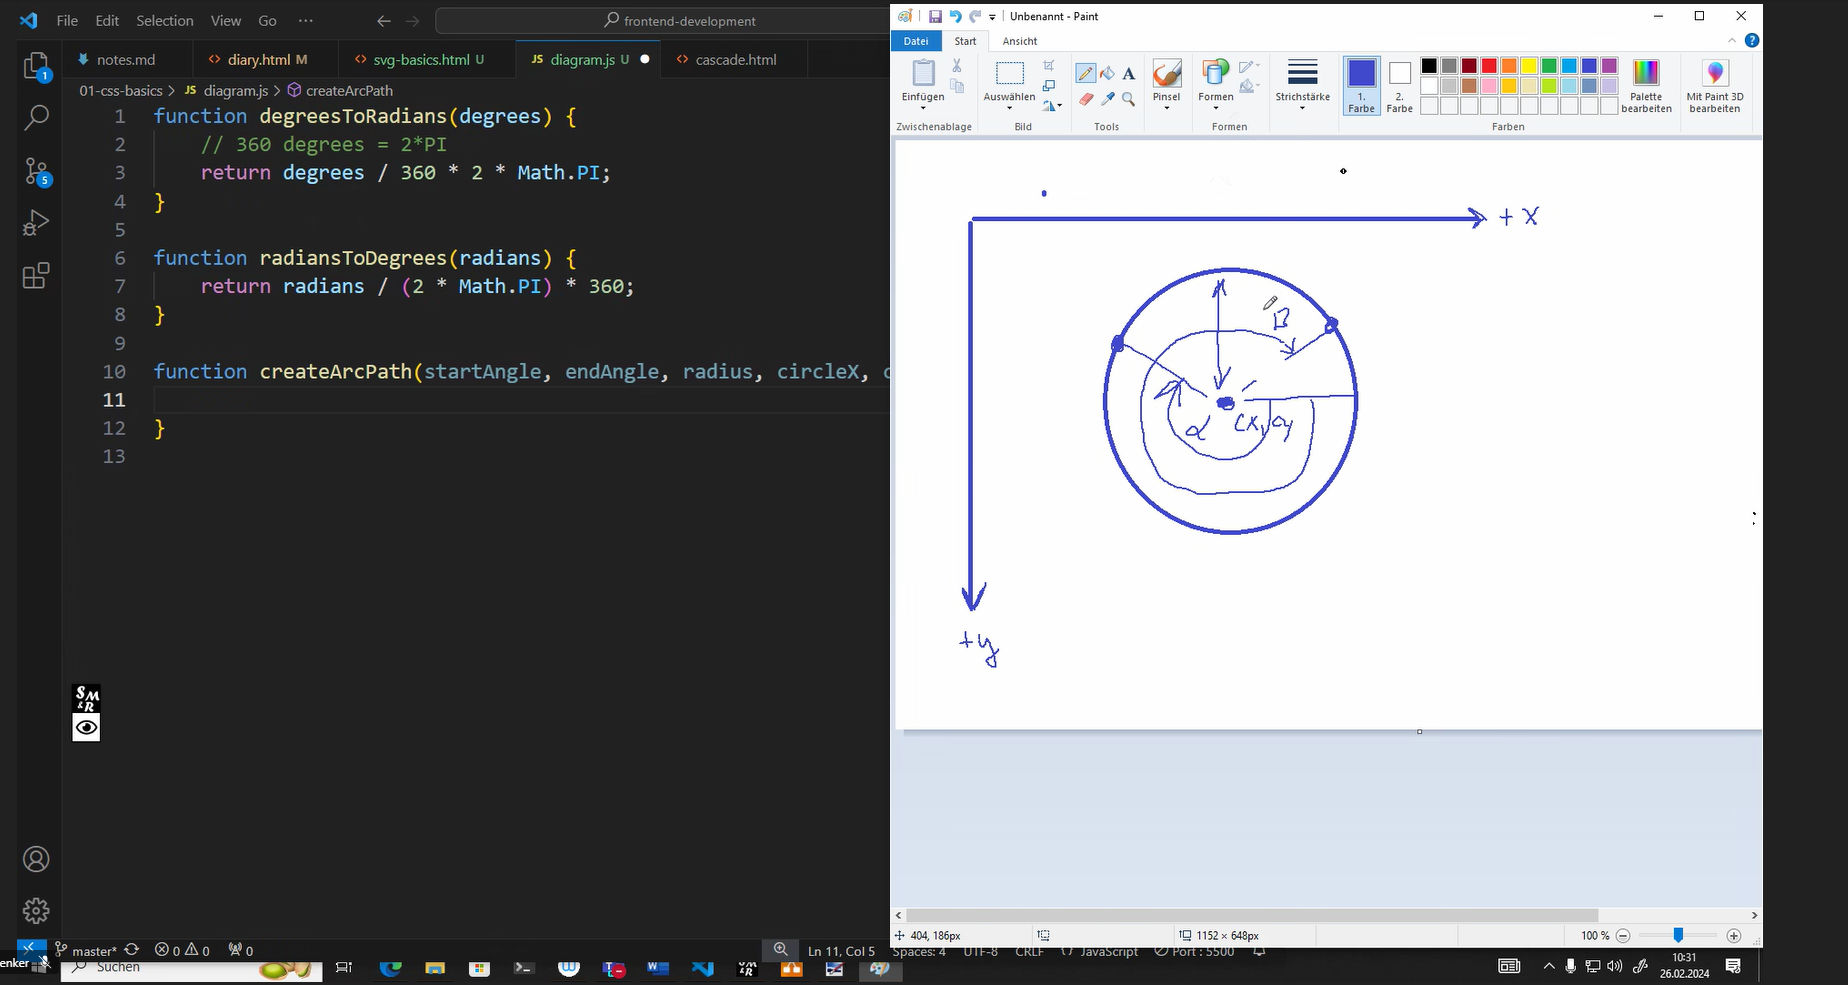 File Edit Selection View Go ··· frontend-development
notes.md diary.html M svg-basics.html U JS diagram.js U cascade.html
01-css-basics > JS diagram.js > createArcPath
1 function degreesToRadians(degrees) {
2 // 360 degrees = 2*PI
3 return degrees / 360 * 2 * Math.PI;
4 }
5
6 function radiansToDegrees(radians) {
7 return radians / (2 * Math.PI) * 360;
8 }
9
10 function createArcPath(startAngle, endAngle, radius, circleX,
11
12 }
13
1
5
S M & R
master* 0 0 0 Ln 11, Col 5 Spaces: 4 UTF-8 CRLF JavaScript Port : 5500
enker Suchen
Unbenannt - Paint
Datei Start Ansicht
Einfügen Auswählen A Pinsel Formen Strichstärke 1. Farbe 2. Farbe Palette bearbeiten Mit Paint 3D bearbeiten
Zwischenablage Bild Tools Formen Farben
+ X
B
α (x, cy
+y
404, 186px 1152 × 648px 100 %
10:31
26.02.2024